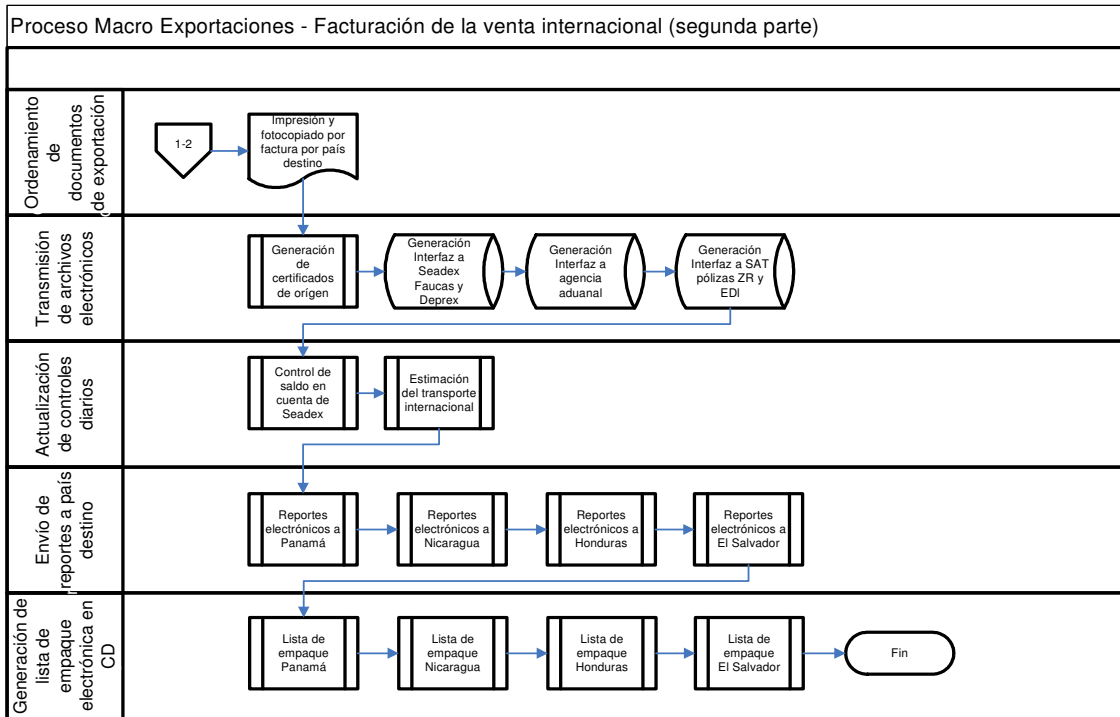 Proceso Macro Exportaciones - Facturación de la venta internacional (segunda parte)
Ordenamiento
de
documentos
de exportación
1-2
Impresión y
fotocopiado por
factura por país
destino
Transmisión
de archivos
electrónicos
Generación
de
certificados
de orígen
Generación
Interfaz a
Seadex
Faucas y
Deprex
Generación
Interfaz a
agencia
aduanal
Generación
Interfaz a SAT
pólizas ZR y
EDI
Actualización
de controles
diarios
Control de
saldo en
cuenta de
Seadex
Estimación
del transporte
internacional
Envío de
reportes a país
destino
Reportes
electrónicos a
Panamá
Reportes
electrónicos a
Nicaragua
Reportes
electrónicos a
Honduras
Reportes
electrónicos a
El Salvador
Generación de
lista de
empaque
electrónica en
CD
Lista de
empaque
Panamá
Lista de
empaque
Nicaragua
Lista de
empaque
Honduras
Lista de
empaque
El Salvador
Fin